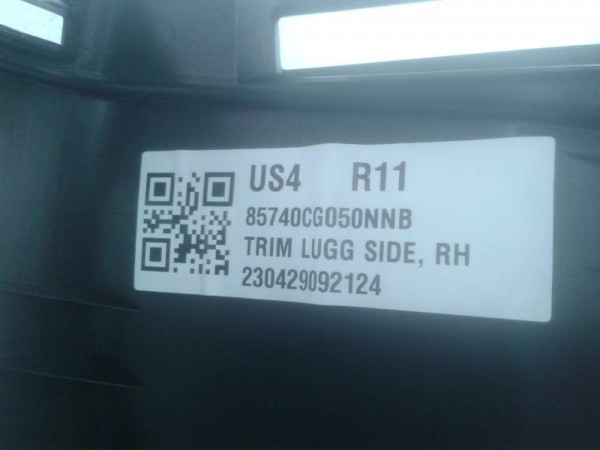 US4 R11
85740CG050NNB
TRIM LUGG SIDE, RH
230429092124